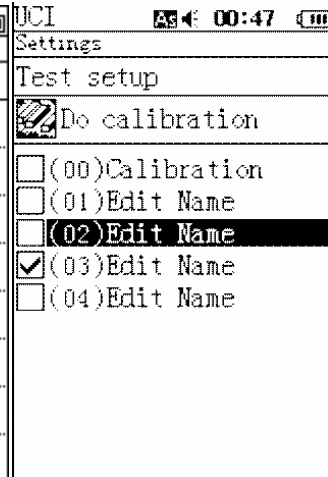 UCI As 00:47
Settings
Test setup
Do calibration
(00)Calibration
(01)Edit Name
(02)Edit Name
(03)Edit Name
(04)Edit Name